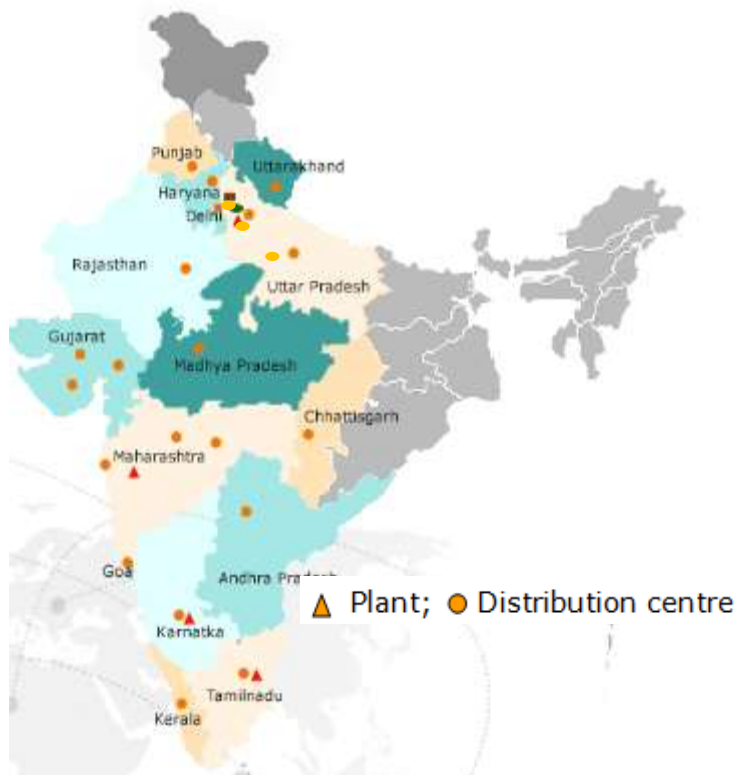 Punjab
Uttarakhand
Haryana
Delhi
Rajasthan
Uttar Pradesh
Gujarat
Madhya Pradesh
Chhattisgarh
Maharashtra
Goa
Andhra Pradesh
Plant; Distribution centre
Karnatka
Tamilnadu
Kerala